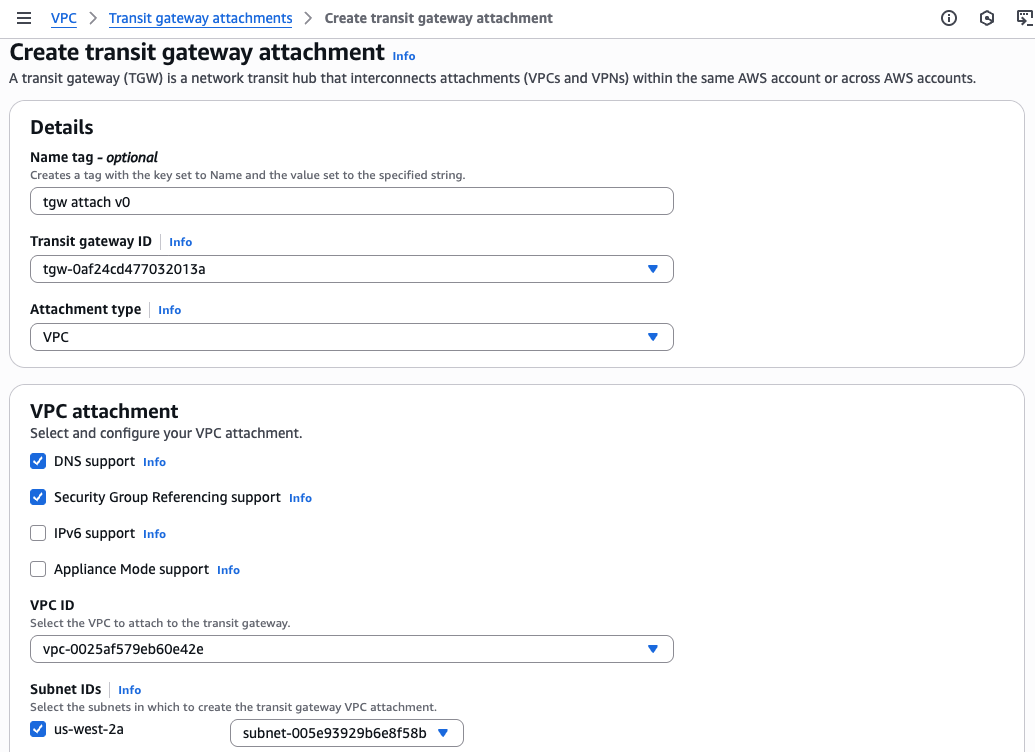 VPC > Transit gateway attachments > Create transit gateway attachment
Create transit gateway attachment Info
A transit gateway (TGW) is a network transit hub that interconnects attachments (VPCs and VPNs) within the same AWS account or across AWS accounts.
Details
Name tag - optional
Creates a tag with the key set to Name and the value set to the specified string.
tgw attach v0
Transit gateway ID Info
tgw-0af24cd477032013a
Attachment type Info
VPC
VPC attachment
Select and configure your VPC attachment.
DNS support Info
Security Group Referencing support Info
IPv6 support Info
Appliance Mode support Info
VPC ID
Select the VPC to attach to the transit gateway.
vpc-0025af579eb60e42e
Subnet IDs Info
Select the subnets in which to create the transit gateway VPC attachment.
us-west-2a subnet-005e93929b6e8f58b